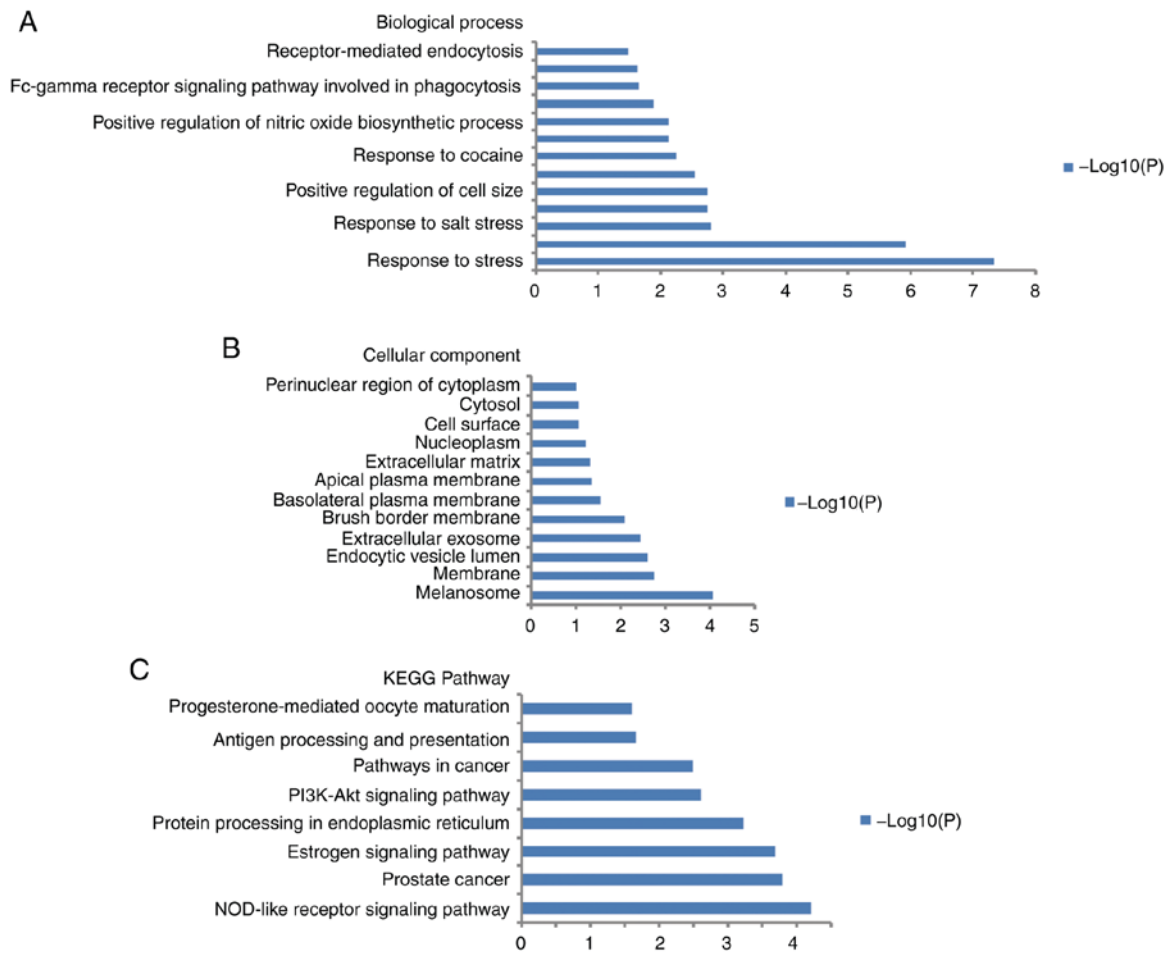 A
Biological process
Receptor-mediated endocytosis
Fc-gamma receptor signaling pathway involved in phagocytosis
Positive regulation of nitric oxide biosynthetic process
Response to cocaine
Positive regulation of cell size
Response to salt stress
Response to stress
–Log10(P)
0 1 2 3 4 5 6 7 8
B
Cellular component
Perinuclear region of cytoplasm
Cytosol
Cell surface
Nucleoplasm
Extracellular matrix
Apical plasma membrane
Basolateral plasma membrane
Brush border membrane
Extracellular exosome
Endocytic vesicle lumen
Membrane
Melanosome
–Log10(P)
0 1 2 3 4 5
C
KEGG Pathway
Progesterone-mediated oocyte maturation
Antigen processing and presentation
Pathways in cancer
PI3K-Akt signaling pathway
Protein processing in endoplasmic reticulum
Estrogen signaling pathway
Prostate cancer
NOD-like receptor signaling pathway
–Log10(P)
0 1 2 3 4